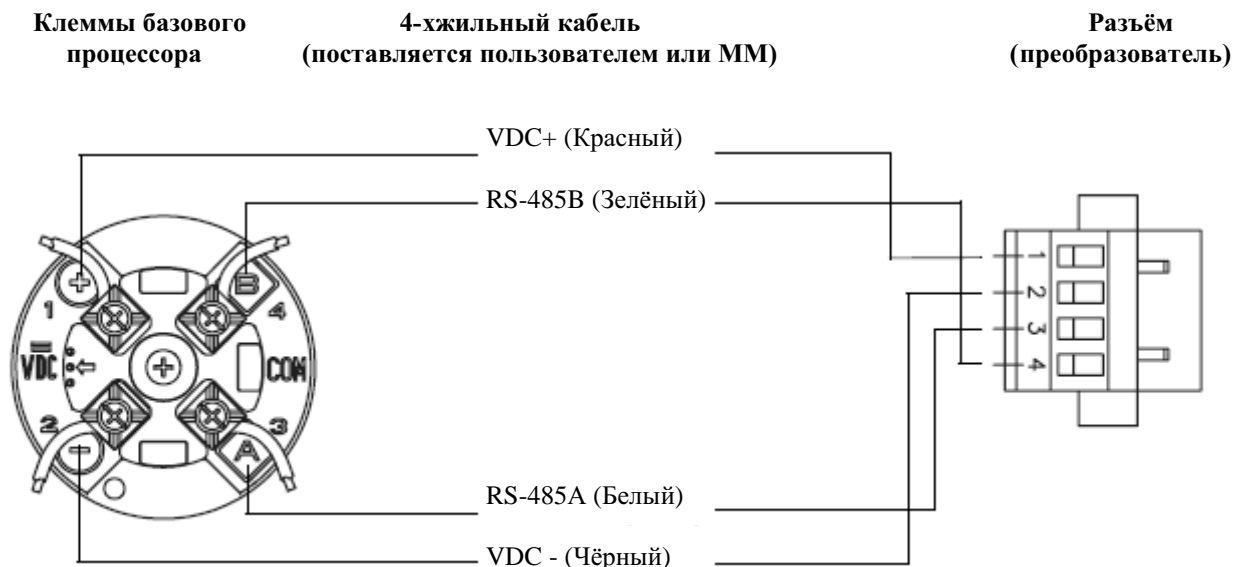 Клеммы базового
процессора
4-хжильный кабель
(поставляется пользователем или ММ)
Разъём
(преобразователь)
VDC+ (Красный)
RS-485B (Зелёный)
+
B
1
4
VDC
COM
2
3
-
A
1
2
3
4
RS-485A (Белый)
VDC - (Чёрный)